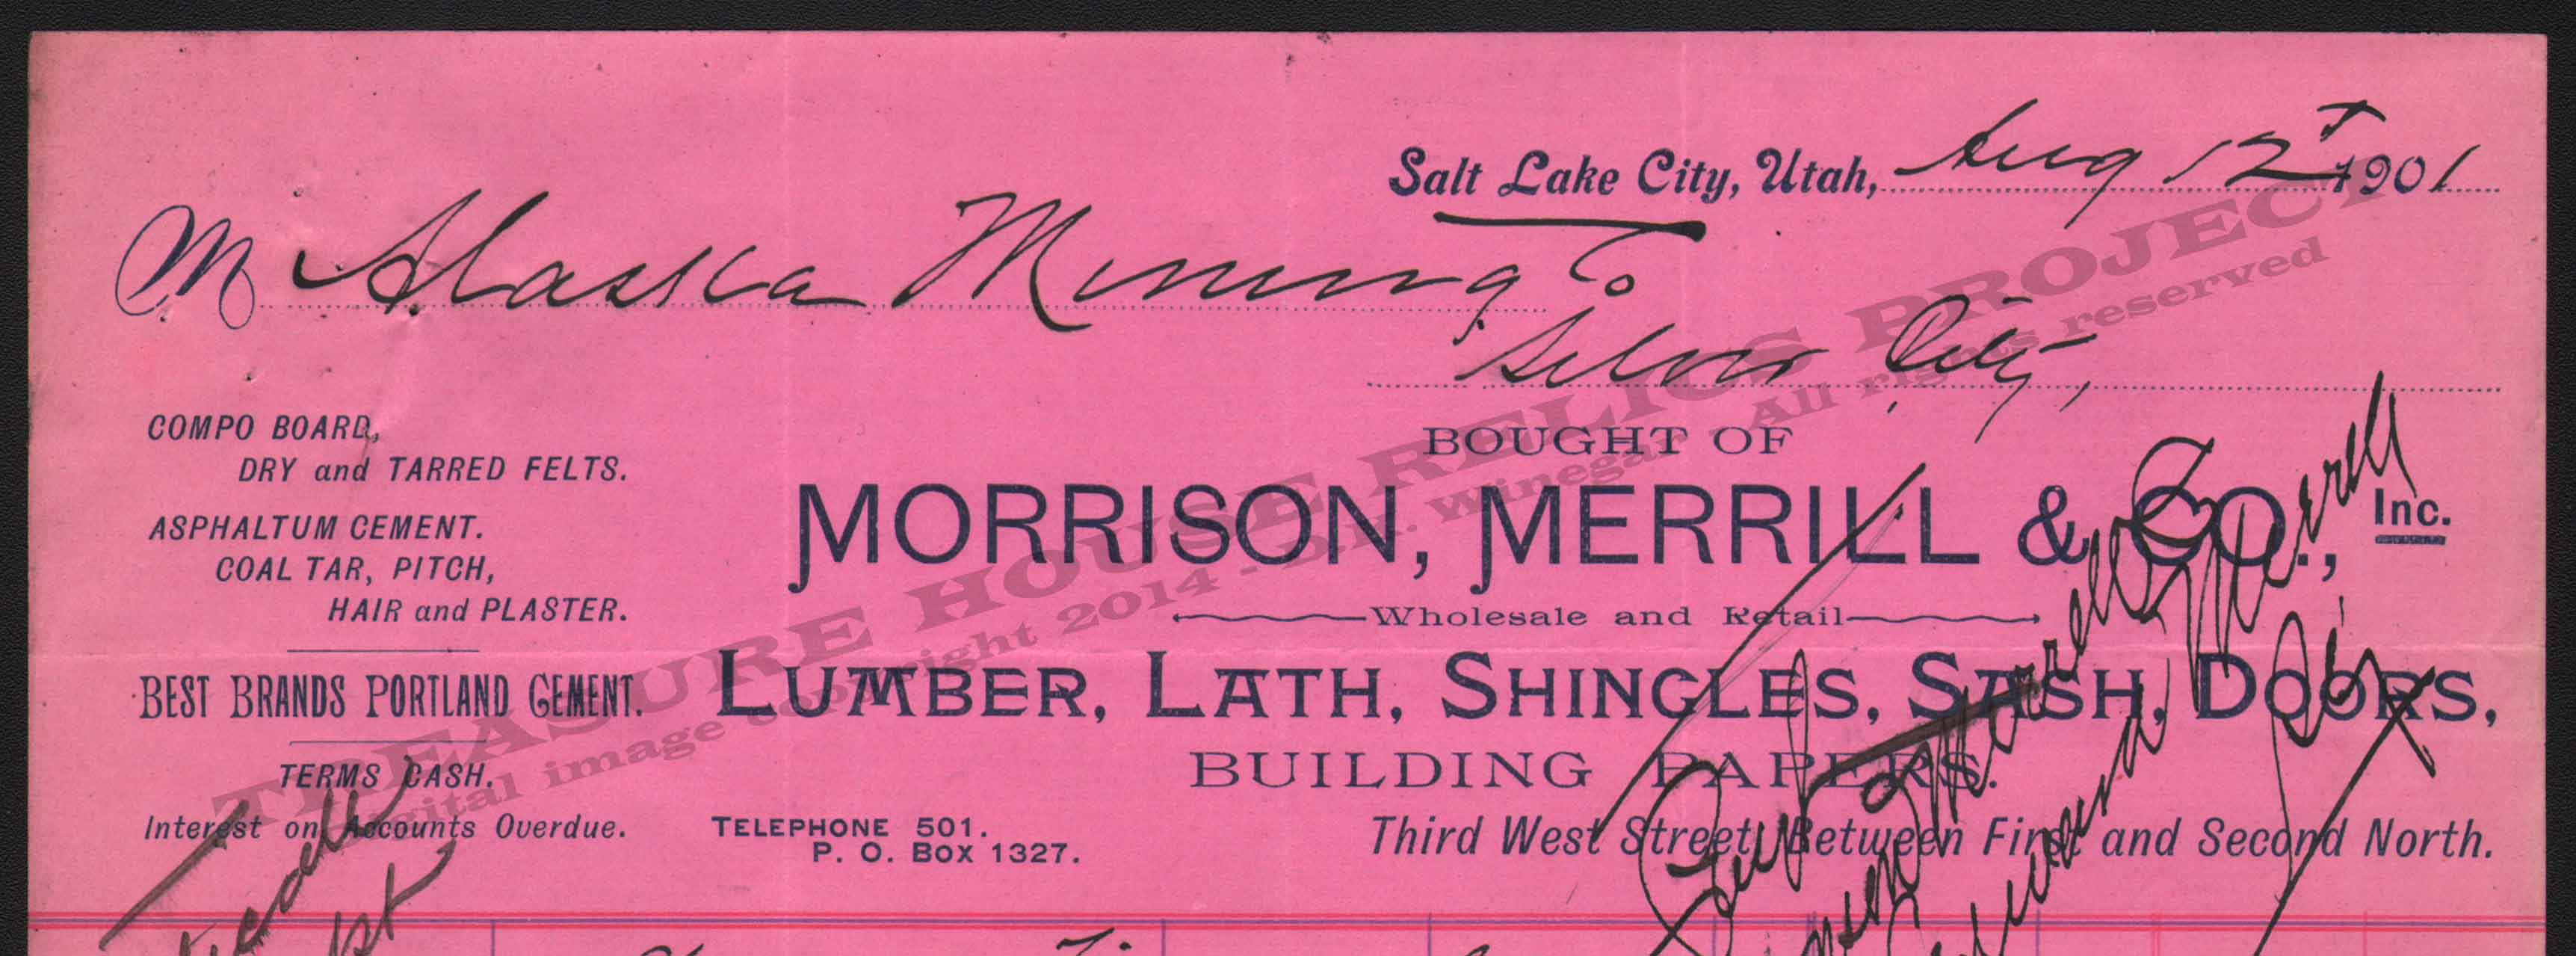 Salt Lake City, Utah, Aug 12 1901
M Alaska Mining Co
Silver City,
COMPO BOARD,
DRY and TARRED FELTS.
ASPHALTUM CEMENT.
COAL TAR, PITCH,
HAIR and PLASTER.
BEST BRANDS PORTLAND CEMENT.
TERMS CASH.
Interest on Accounts Overdue.
BOUGHT OF
MORRISON, MERRILL & CO., Inc.
Wholesale and Retail
LUMBER, LATH, SHINGLES, SASH, DOORS,
BUILDING PAPERS.
TELEPHONE 501.
P. O. Box 1327.
Third West Street, Between First and Second North.
TREASURE HOUSE RELICS PROJECT
Digital image copyright 2014 - D.K. Winegar - All rights reserved